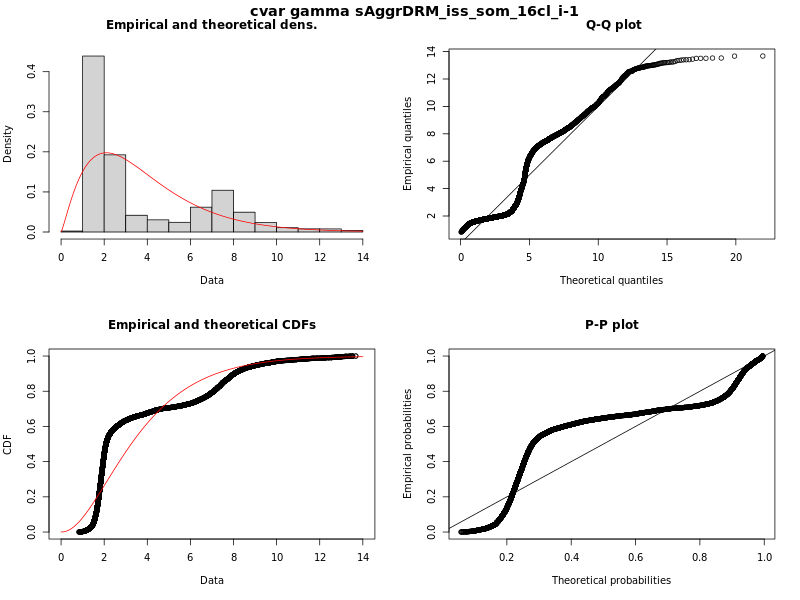 cvar gamma sAggrDRM_iss_som_16cl_i-1
Empirical and theoretical dens.
Density
0.0 0.1 0.2 0.3 0.4
0 2 4 6 8 10 12 14
Data
Q-Q plot
Empirical quantiles
2 4 6 8 10 12 14
0 5 10 15 20
Theoretical quantiles
Empirical and theoretical CDFs
CDF
0.0 0.2 0.4 0.6 0.8 1.0
0 2 4 6 8 10 12 14
Data
P-P plot
Empirical probabilities
0.0 0.2 0.4 0.6 0.8 1.0
0.2 0.4 0.6 0.8 1.0
Theoretical probabilities